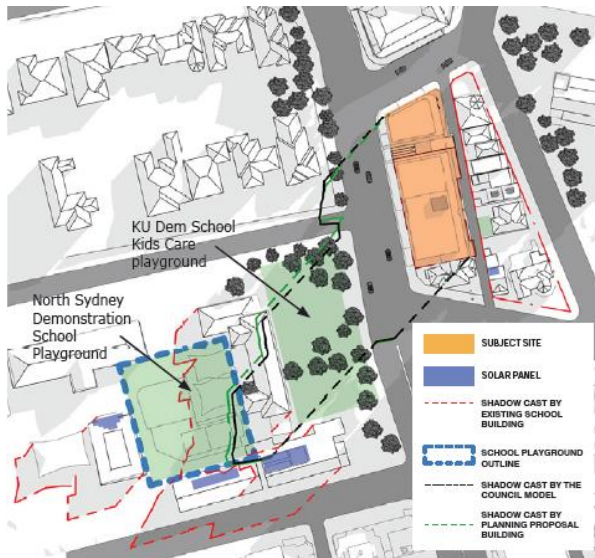 KU Dem School
Kids Care
playground
North Sydney
Demonstration
School
Playground
SUBJECT SITE
SOLAR PANEL
SHADOW CAST BY
EXISTING SCHOOL
BUILDING
SCHOOL PLAYGROUND
OUTLINE
SHADOW CAST BY THE
COUNCIL MODEL
SHADOW CAST BY
PLANNING PROPOSAL
BUILDING